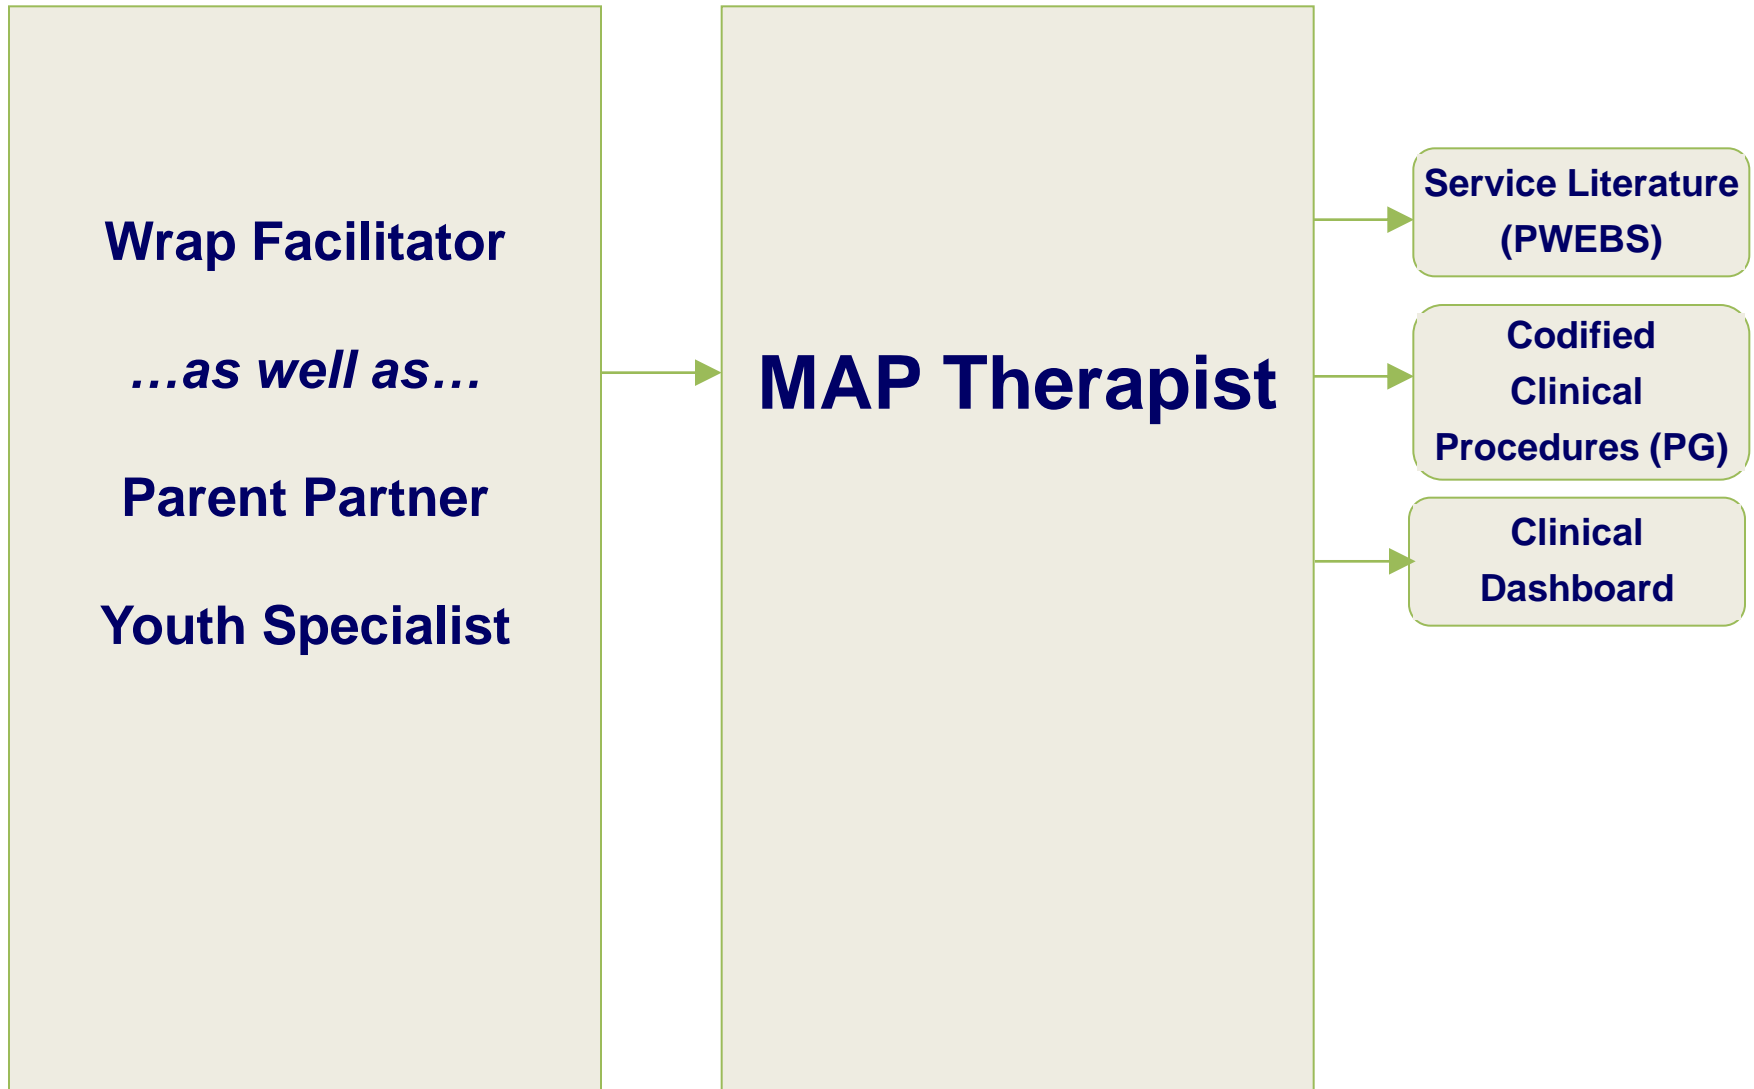 Wrap Facilitator
…as well as…
Parent Partner
Youth Specialist
MAP Therapist
Service Literature
(PWEBS)
Codified
Clinical
Procedures (PG)
Clinical
Dashboard